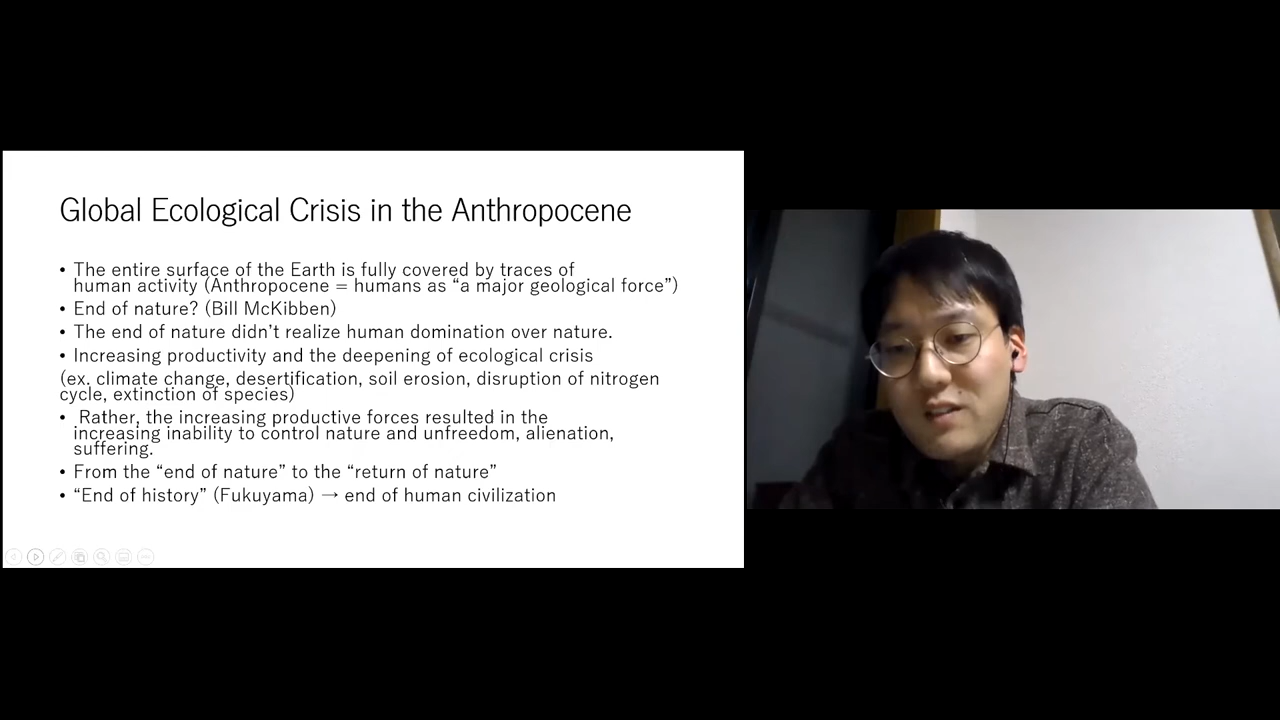 Global Ecological Crisis in the Anthropocene
• The entire surface of the Earth is fully covered by traces of
human activity (Anthropocene = humans as “a major geological force”)
• End of nature? (Bill McKibben)
• The end of nature didn’t realize human domination over nature.
• Increasing productivity and the deepening of ecological crisis
(ex. climate change, desertification, soil erosion, disruption of nitrogen
cycle, extinction of species)
• Rather, the increasing productive forces resulted in the
increasing inability to control nature and unfreedom, alienation,
suffering.
• From the “end of nature” to the “return of nature”
• “End of history” (Fukuyama) → end of human civilization